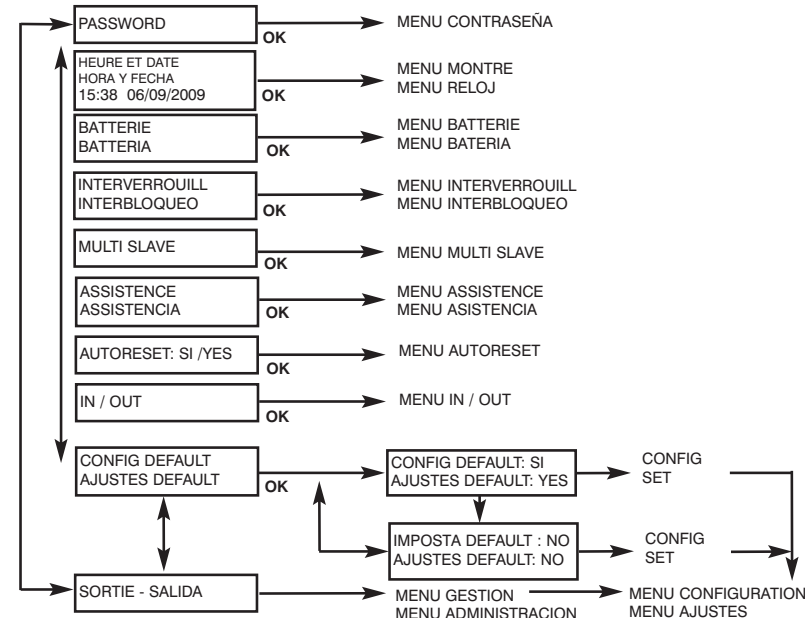 PASSWORD
OK
MENU CONTRASEÑA
HEURE ET DATE
HORA Y FECHA
15:38 06/09/2009
OK
MENU MONTRE
MENU RELOJ
BATTERIE
BATTERIA
OK
MENU BATTERIE
MENU BATERIA
INTERVERROUILL
INTERBLOQUEO
OK
MENU INTERVERROUILL
MENU INTERBLOQUEO
MULTI SLAVE
OK
MENU MULTI SLAVE
ASSISTENCE
ASSISTENCIA
OK
MENU ASSISTENCE
MENU ASISTENCIA
AUTORESET: SI /YES
OK
MENU AUTORESET
IN / OUT
OK
MENU IN / OUT
CONFIG DEFAULT
AJUSTES DEFAULT
OK
CONFIG DEFAULT: SI
AJUSTES DEFAULT: YES
CONFIG
SET
IMPOSTA DEFAULT : NO
AJUSTES DEFAULT: NO
CONFIG
SET
SORTIE - SALIDA
MENU GESTION
MENU ADMINISTRACION
MENU CONFIGURATION
MENU AJUSTES